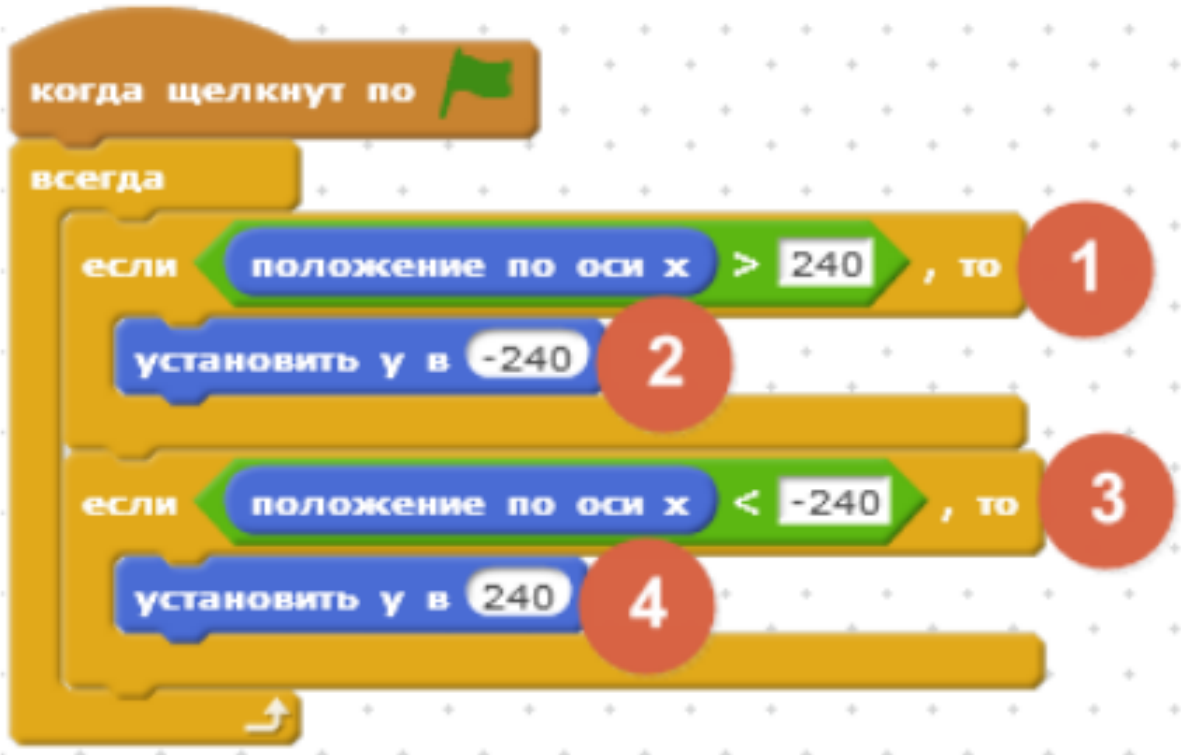 когда щелкнут по
всегда
если положение по оси x > 240 , то 1
установить y в -240 2
если положение по оси x < -240 , то 3
установить y в 240 4